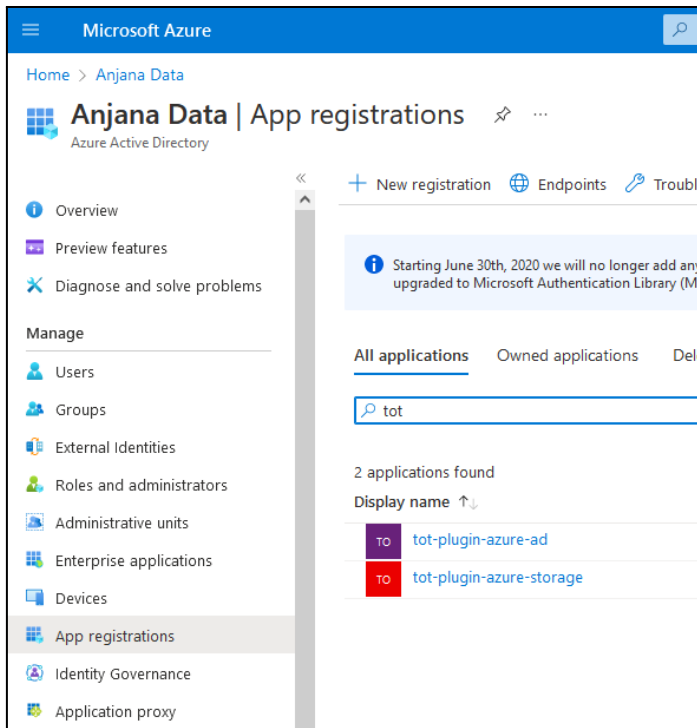 Microsoft Azure
Home > Anjana Data
Anjana Data | App registrations
Azure Active Directory
Overview
Preview features
Diagnose and solve problems
Manage
Users
Groups
External Identities
Roles and administrators
Administrative units
Enterprise applications
Devices
App registrations
Identity Governance
Application proxy
New registration Endpoints Troubl
Starting June 30th, 2020 we will no longer add any
upgraded to Microsoft Authentication Library (M
All applications Owned applications Del
tot
2 applications found
Display name
TO tot-plugin-azure-ad
TO tot-plugin-azure-storage